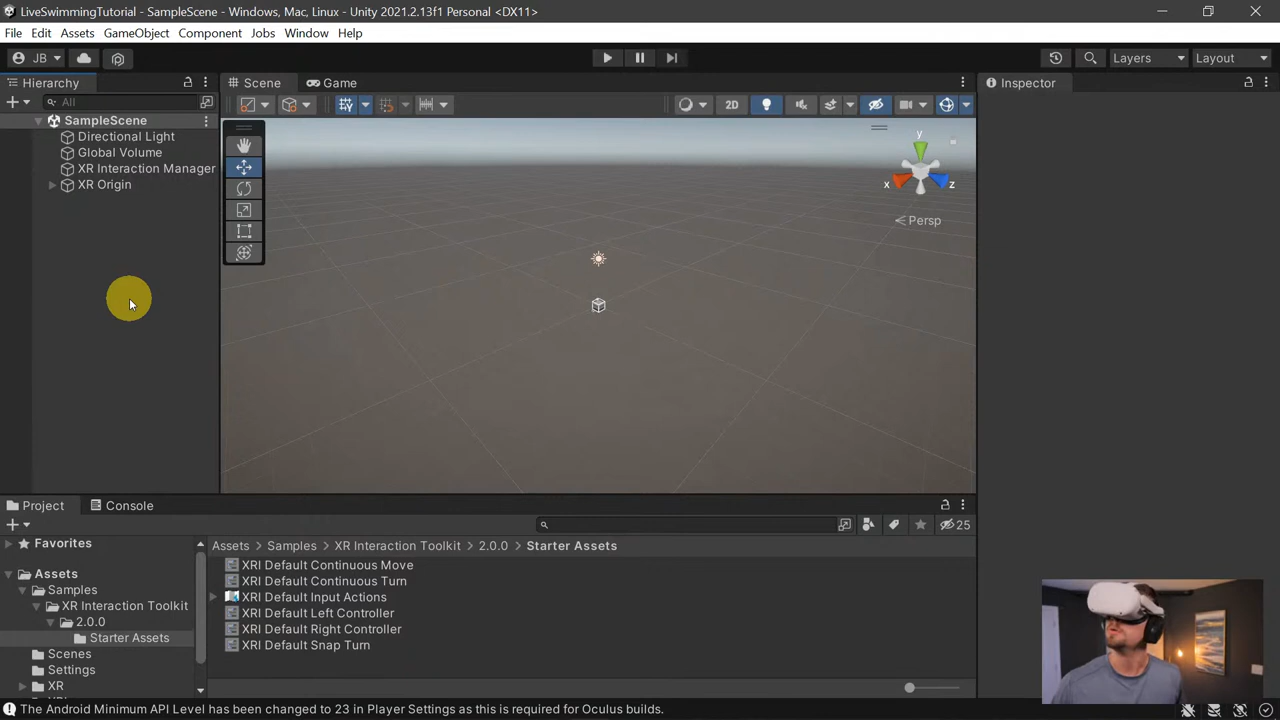 LiveSwimmingTutorial - SampleScene - Windows, Mac, Linux - Unity 2021.2.13f1 Personal <DX11>
File Edit Assets GameObject Component Jobs Window Help
JB Layers Layout
Hierarchy Scene Game Inspector
All 2D
SampleScene
Directional Light
Global Volume
XR Interaction Manager
XR Origin
y
x z
Persp
Project Console
25
Favorites
Assets > Samples > XR Interaction Toolkit > 2.0.0 > Starter Assets
XRI Default Continuous Move
Assets
XRI Default Continuous Turn
Samples
XRI Default Input Actions
XR Interaction Toolkit
XRI Default Left Controller
2.0.0
XRI Default Right Controller
Starter Assets
XRI Default Snap Turn
Scenes
Settings
XR
The Android Minimum API Level has been changed to 23 in Player Settings as this is required for Oculus builds.